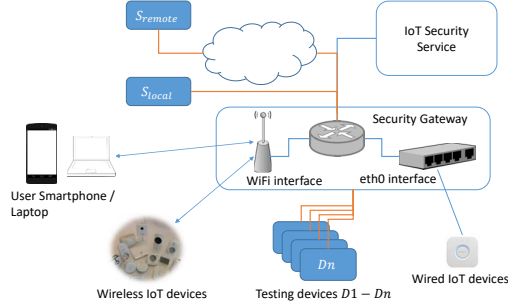 S_remote
IoT Security
Service
S_local
Security Gateway
WiFi interface
eth0 interface
User Smartphone /
Laptop
Dn
Wireless IoT devices
Testing devices D1 − Dn
Wired IoT devices